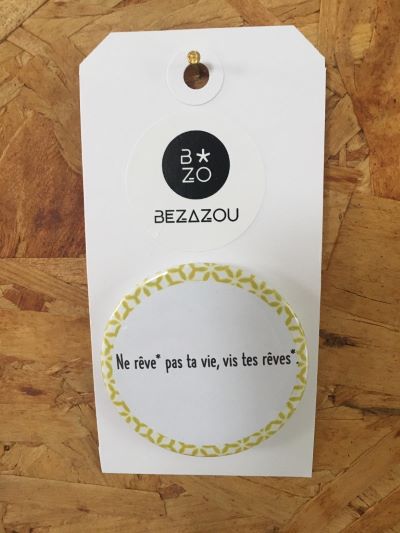 B*
ZO
BEZAZOU
Ne rêve* pas ta vie, vis tes rêves*.